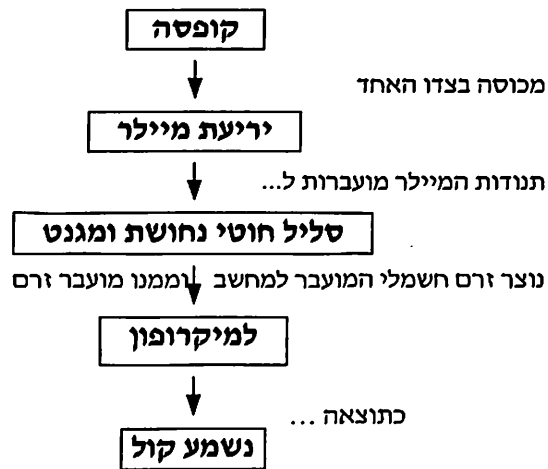 קופסה
מכוסה בצדו האחד
יריעת מיילר
תנודות המיילר מועברות ל...
סליל חוטי נחושת ומגנט
נוצר זרם חשמלי המועבר למחשב וממנו מועבר זרם
למיקרופון
כתוצאה ...
נשמע קול